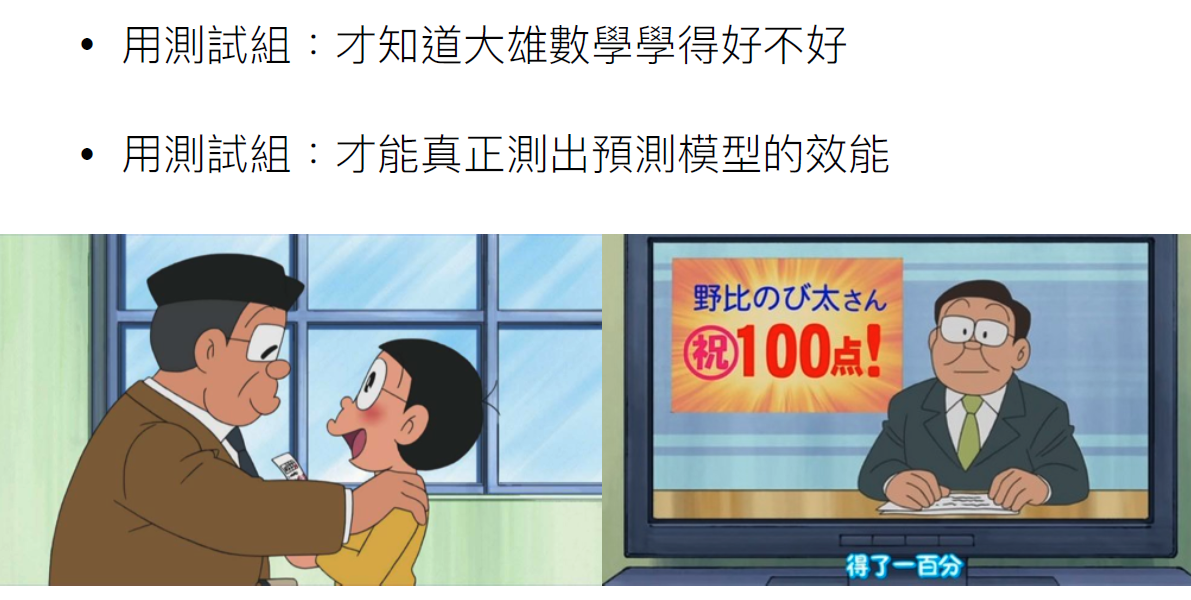 • 用測試組：才知道大雄數學學得好不好
• 用測試組：才能真正測出預測模型的效能
野比のび太さん
祝100点!
得了一百分